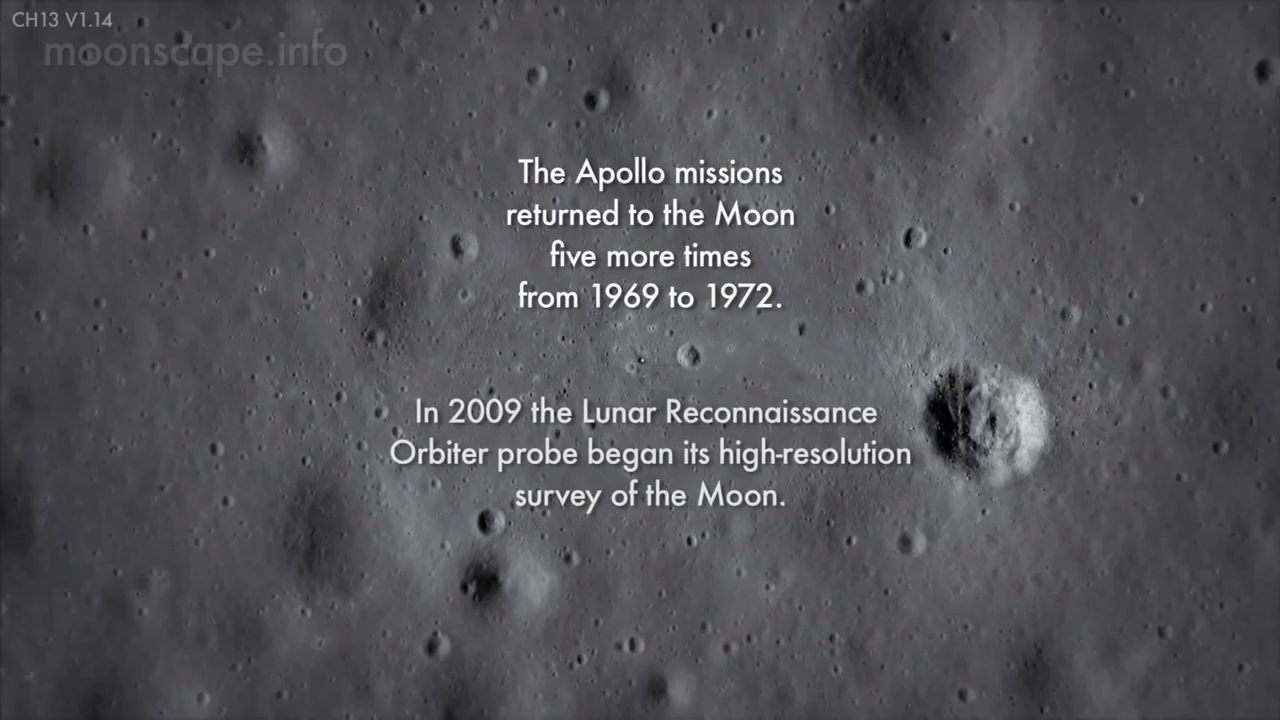 CH13 V1.14
moonscape.info
The Apollo missions
returned to the Moon
five more times
from 1969 to 1972.
In 2009 the Lunar Reconnaissance
Orbiter probe began its high-resolution
survey of the Moon.